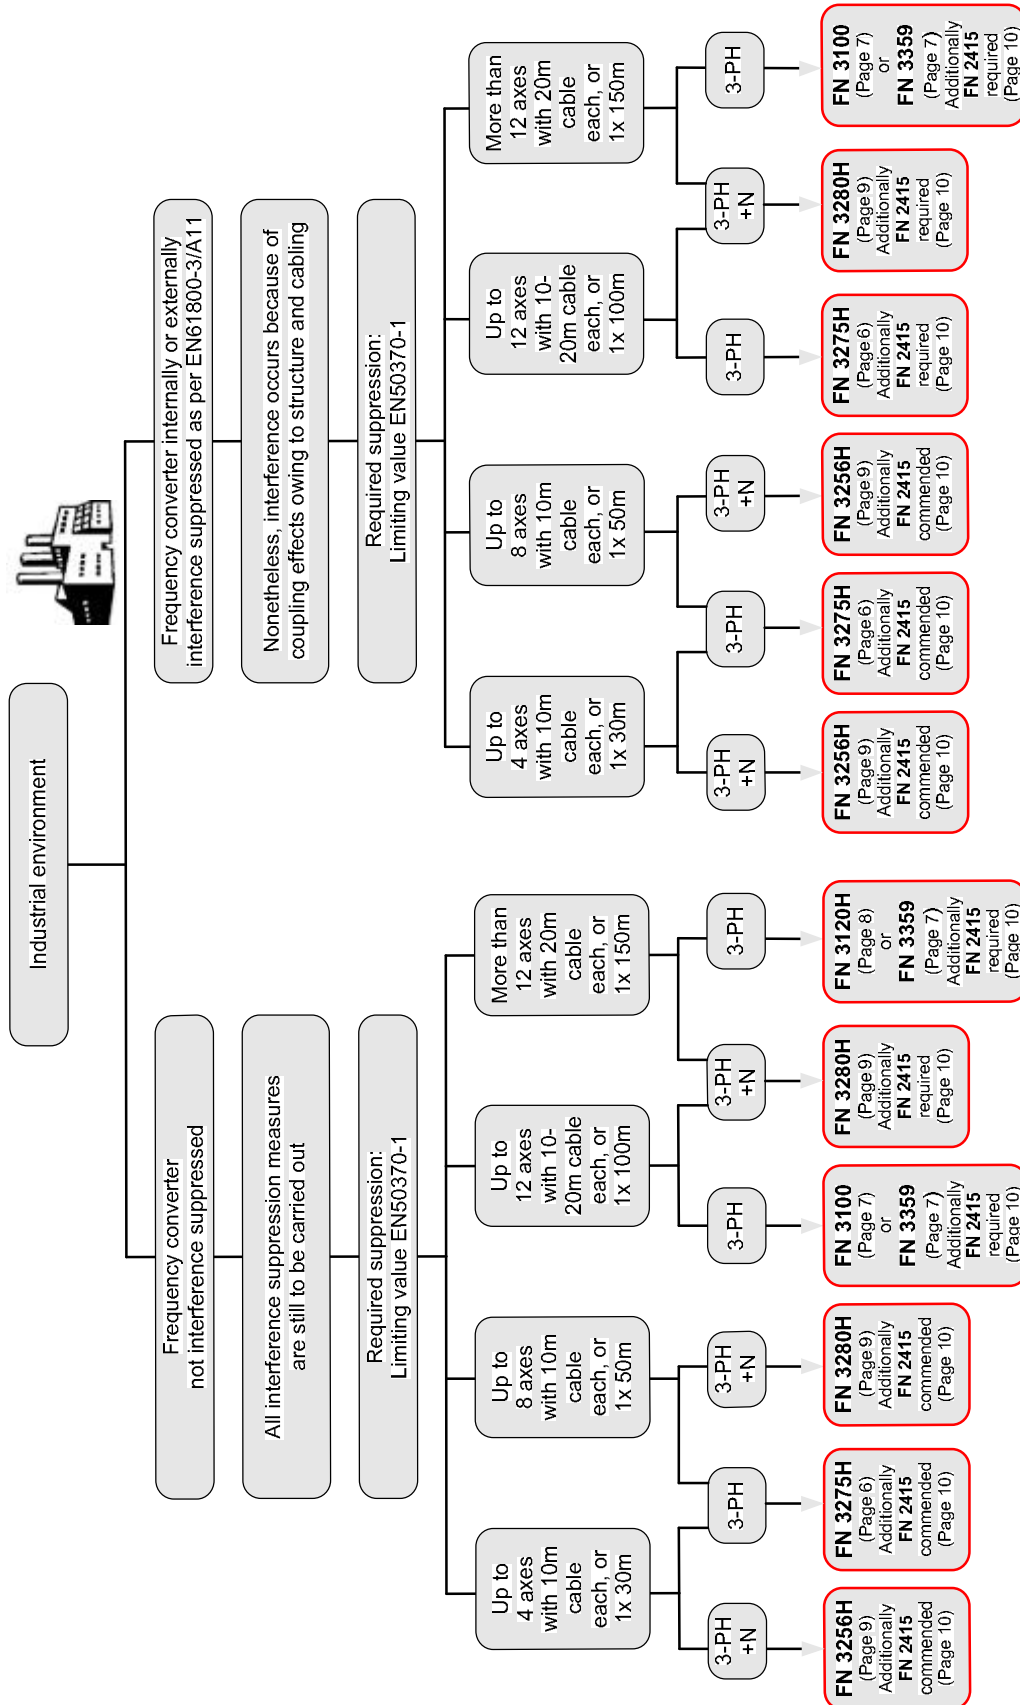 Industrial environment
Frequency converter
not interference suppressed
All interference suppression measures
are still to be carried out
Required suppression:
Limiting value EN50370-1
Up to
4 axes
with 10m
cable
each, or
1x 30m
Up to
8 axes
with 10m
cable
each, or
1x 50m
Up to
12 axes
with 10-
20m cable
each, or
1x 100m
More than
12 axes
with 20m
cable
each, or
1x 150m
3-PH
+N
3-PH
3-PH
+N
3-PH
3-PH
+N
3-PH
FN 3256H
(Page 9)
Additionally
FN 2415
commended
(Page 10)
FN 3275H
(Page 6)
Additionally
FN 2415
commended
(Page 10)
FN 3280H
(Page 9)
Additionally
FN 2415
commended
(Page 10)
FN 3100
(Page 7)
or
FN 3359
(Page 7)
Additionally
FN 2415
required
(Page 10)
FN 3280H
(Page 9)
Additionally
FN 2415
required
(Page 10)
FN 3120H
(Page 8)
or
FN 3359
(Page 7)
Additionally
FN 2415
required
(Page 10)
Frequency converter internally or externally
interference suppressed as per EN61800-3/A11
Nonetheless, interference occurs because of
coupling effects owing to structure and cabling
Required suppression:
Limiting value EN50370-1
Up to
4 axes
with 10m
cable
each, or
1x 30m
Up to
8 axes
with 10m
cable
each, or
1x 50m
Up to
12 axes
with 10-
20m cable
each, or
1x 100m
More than
12 axes
with 20m
cable
each, or
1x 150m
3-PH
+N
3-PH
3-PH
+N
3-PH
3-PH
+N
3-PH
FN 3256H
(Page 9)
Additionally
FN 2415
commended
(Page 10)
FN 3275H
(Page 6)
Additionally
FN 2415
commended
(Page 10)
FN 3256H
(Page 9)
Additionally
FN 2415
commended
(Page 10)
FN 3275H
(Page 6)
Additionally
FN 2415
required
(Page 10)
FN 3280H
(Page 9)
Additionally
FN 2415
required
(Page 10)
FN 3100
(Page 7)
or
FN 3359
(Page 7)
Additionally
FN 2415
required
(Page 10)